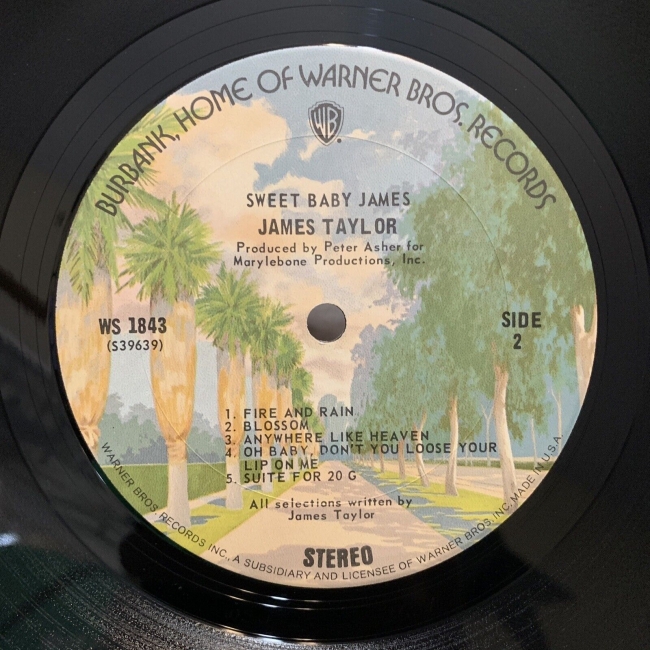 BURBANK, HOME OF WARNER BROS. RECORDS
WB
SWEET BABY JAMES
JAMES TAYLOR
Produced by Peter Asher for
Marylebone Productions, Inc.
WS 1843
(S39639)
SIDE
2
1. FIRE AND RAIN
2. BLOSSOM
3. ANYWHERE LIKE HEAVEN
4. OH BABY, DON'T YOU LOOSE YOUR
LIP ON ME
5. SUITE FOR 20 G
All selections written by
James Taylor
STEREO
WARNER BROS. RECORDS INC., A SUBSIDIARY AND LICENSEE OF WARNER BROS. INC. MADE IN U.S.A.